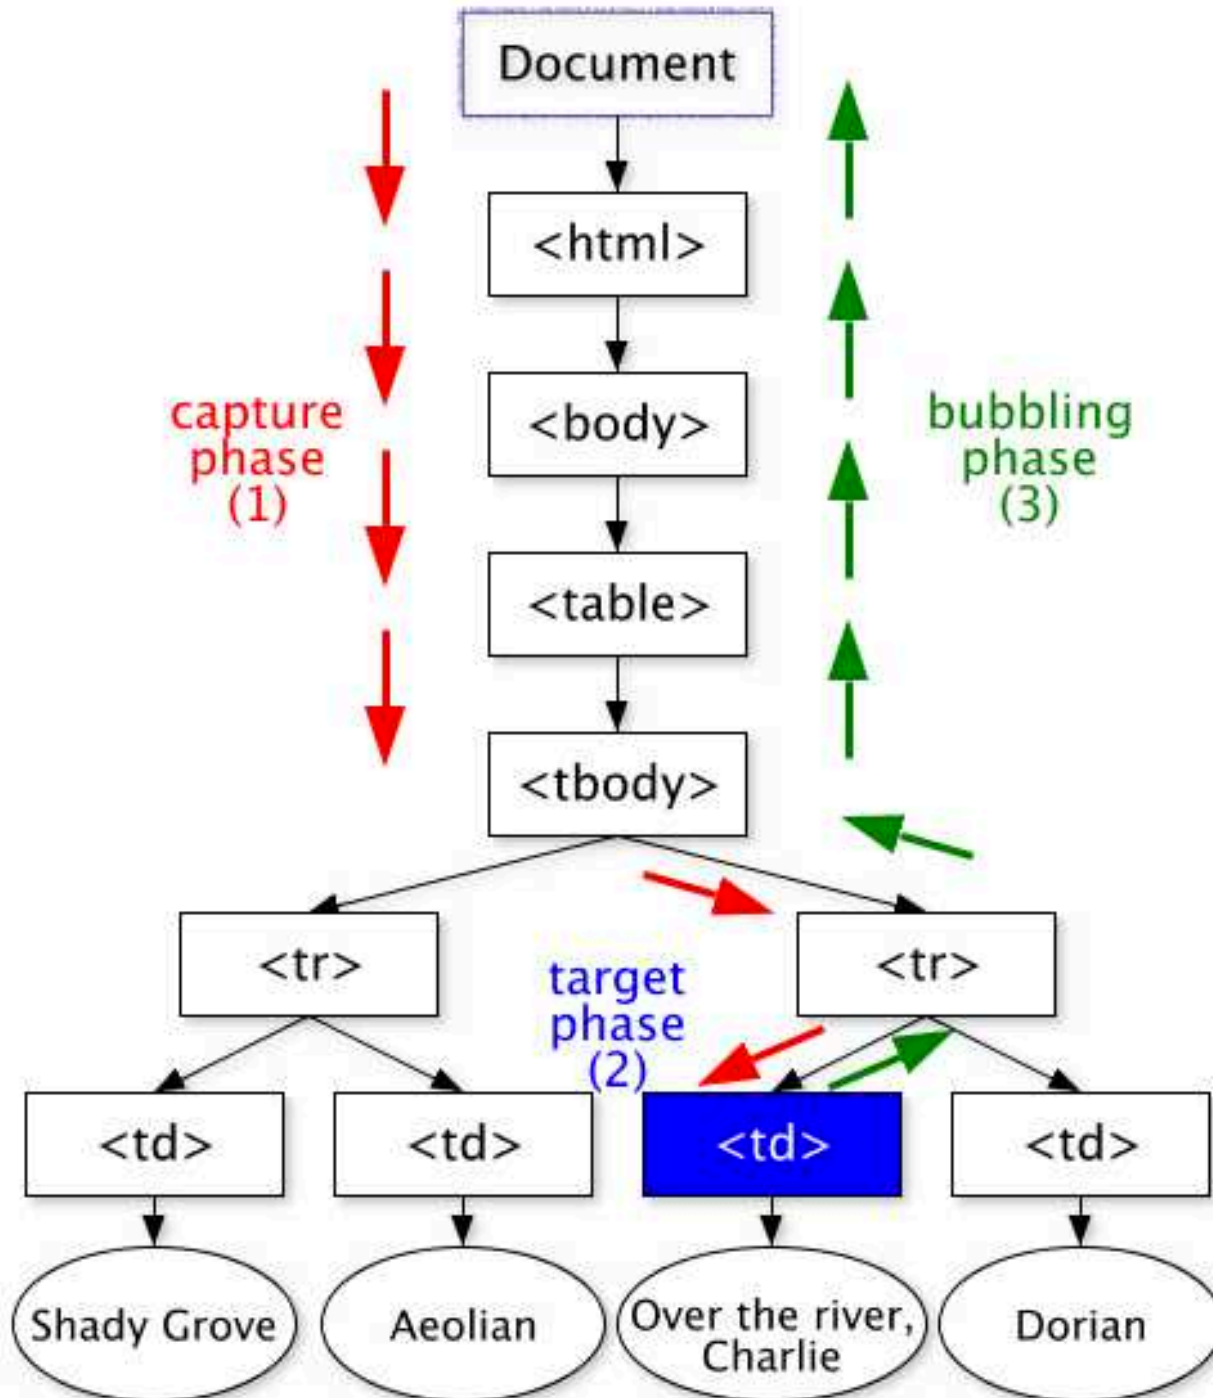 Document
<html>
<body>
capture
phase
(1)
bubbling
phase
(3)
<table>
<tbody>
<tr>
<tr>
target
phase
(2)
<td>
<td>
<td>
<td>
Shady Grove
Aeolian
Over the river,
Charlie
Dorian